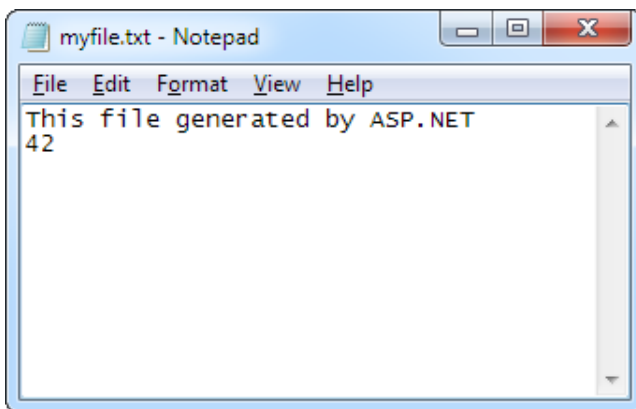 myfile.txt - Notepad
File Edit Format View Help
This file generated by ASP.NET
42